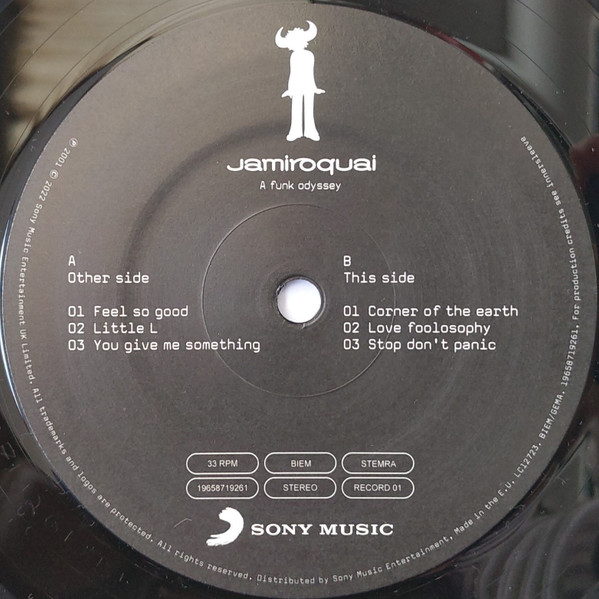 Jamiroquai
A funk odyssey
A
Other side
01 Feel so good
02 Little L
03 You give me something
B
This side
01 Corner of the earth
02 Love foolosophy
03 Stop don't panic
33 RPM
BIEM
STEMRA
19658719261
STEREO
RECORD 01
SONY MUSIC
℗ 2001 © 2022 Sony Music Entertainment UK Limited. All trademarks and logos are protected. All rights reserved. Distributed by Sony Music Entertainment. Made in the E.U. LC12723. BIEM/GEMA. 19658719261. For production credits see innersleeve